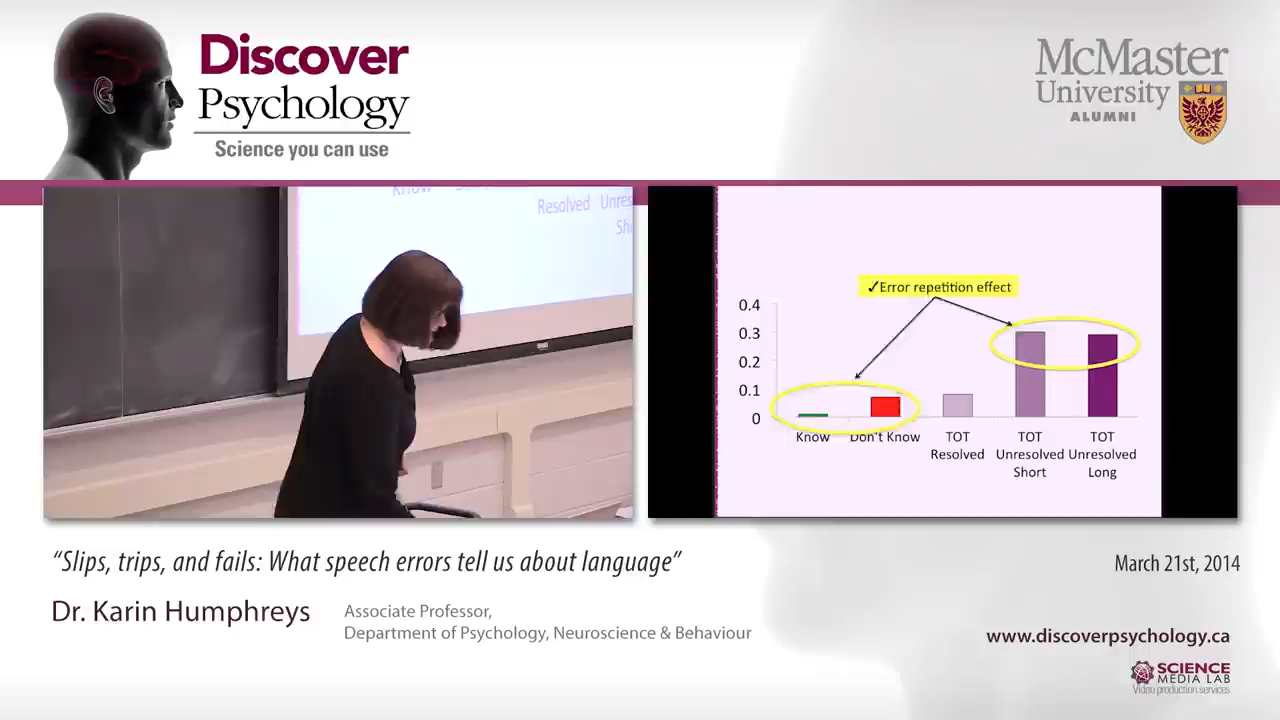 Discover
Psychology
Science you can use
McMaster
University
ALUMNI
Know
Resolved Unres
Sh
✓Error repetition effect
0.4
0.3
0.2
0.1
0
Know
Don't Know
TOT
Resolved
TOT
Unresolved
Short
TOT
Unresolved
Long
“Slips, trips, and fails: What speech errors tell us about language”
March 21st, 2014
Dr. Karin Humphreys
Associate Professor,
Department of Psychology, Neuroscience & Behaviour
www.discoverpsychology.ca
SCIENCE
MEDIA LAB
Video production services